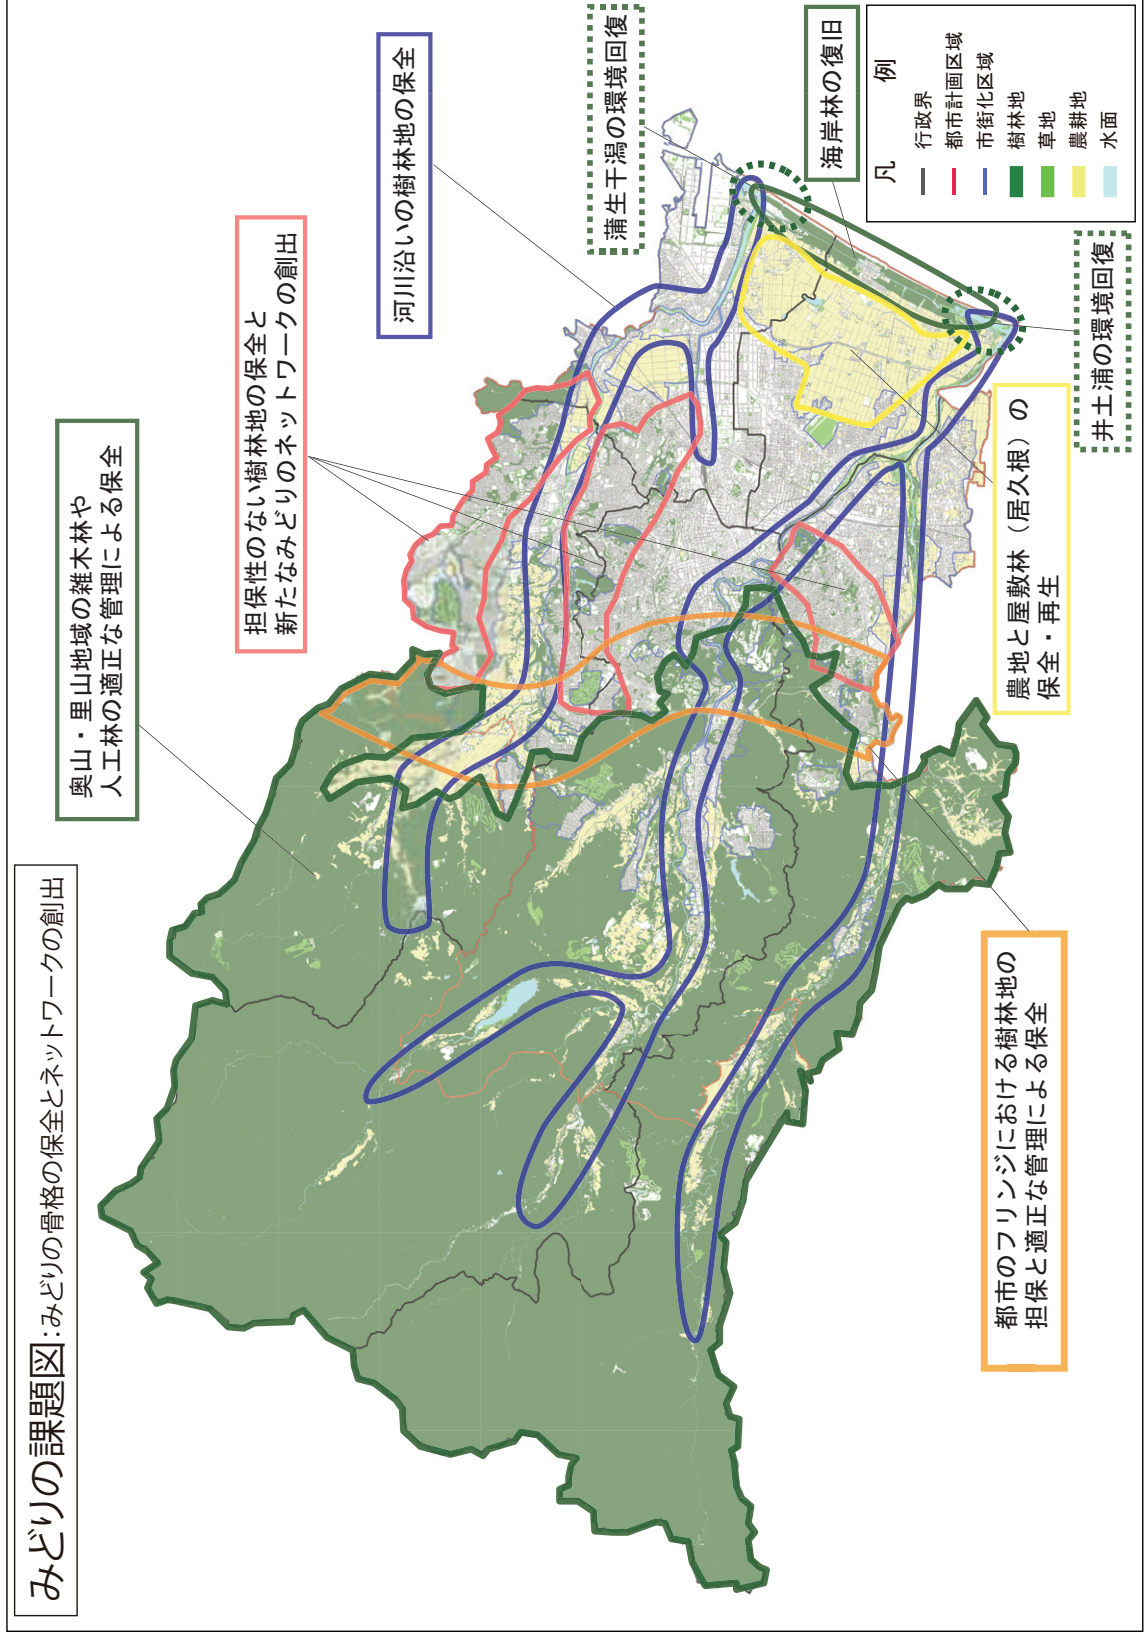 みどりの課題図：みどりの骨格の保全とネットワークの創出
奥山・里山地域の雑木林や
人工林の適正な管理による保全
担保性のない樹林地の保全と
新たなみどりのネットワークの創出
河川沿いの樹林地の保全
蒲生干潟の環境回復
海岸林の復旧
凡 例
行政界
都市計画区域
市街化区域
樹林地
草地
農耕地
水面
井土浦の環境回復
農地と屋敷林（居久根）の
保全・再生
都市のフリンジにおける樹林地の
担保と適正な管理による保全